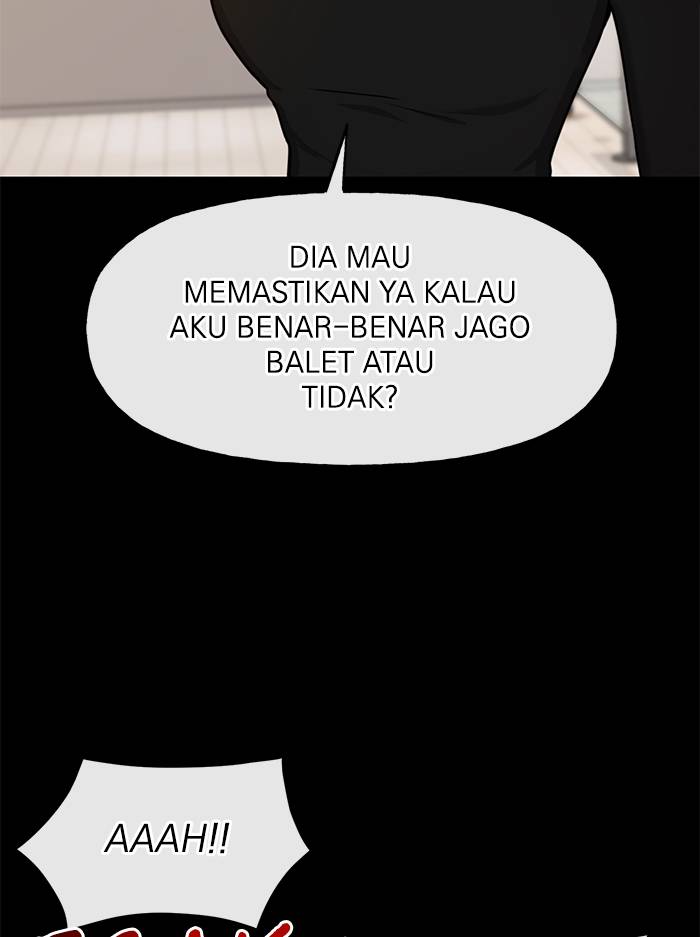 DIA MAU
MEMASTIKAN YA KALAU
AKU BENAR-BENAR JAGO
BALET ATAU
TIDAK?
AAAH!!